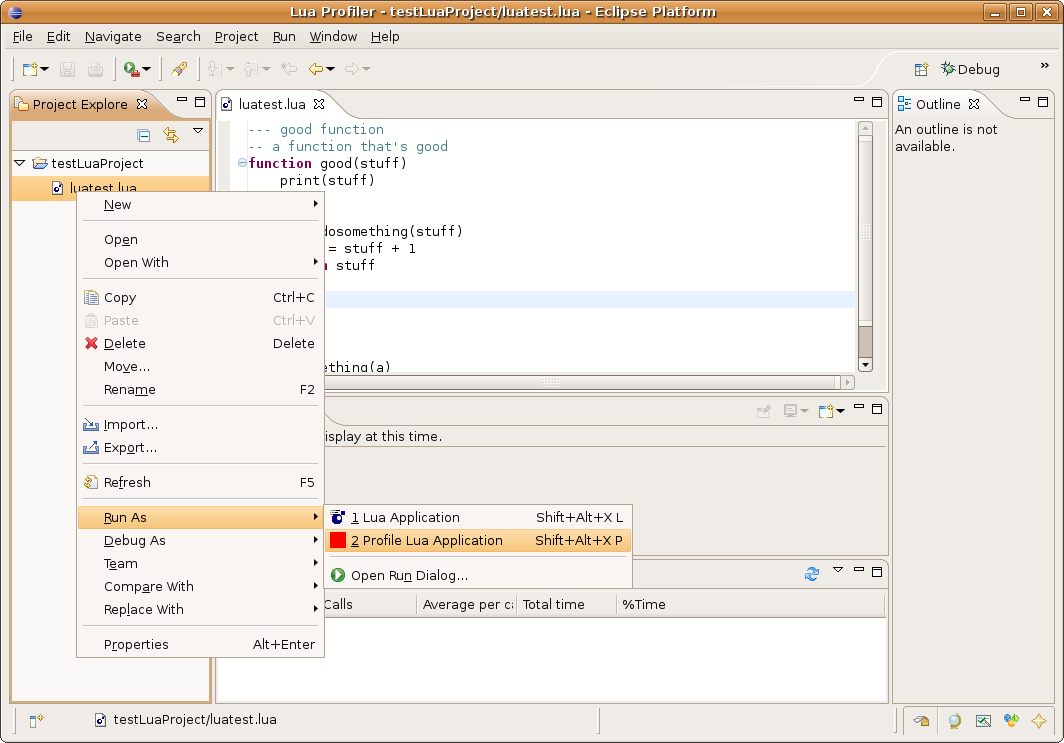 Lua Profiler - testLuaProject/luatest.lua - Eclipse Platform
File Edit Navigate Search Project Run Window Help
Debug »
Project Explore
luatest.lua
Outline
testLuaProject
luatest.lua
--- good function
-- a function that's good
function good(stuff)
print(stuff)
dosomething(stuff)
= stuff + 1
stuff
thing(a)
An outline is not
available.
New
Open
Open With
Copy Ctrl+C
Paste Ctrl+V
Delete Delete
Move...
Rename F2
Import...
Export...
Refresh F5
Run As
Debug As
Team
Compare With
Replace With
Properties Alt+Enter
1 Lua Application Shift+Alt+X L
2 Profile Lua Application Shift+Alt+X P
Open Run Dialog...
isplay at this time.
Calls Average per ca Total time %Time
testLuaProject/luatest.lua